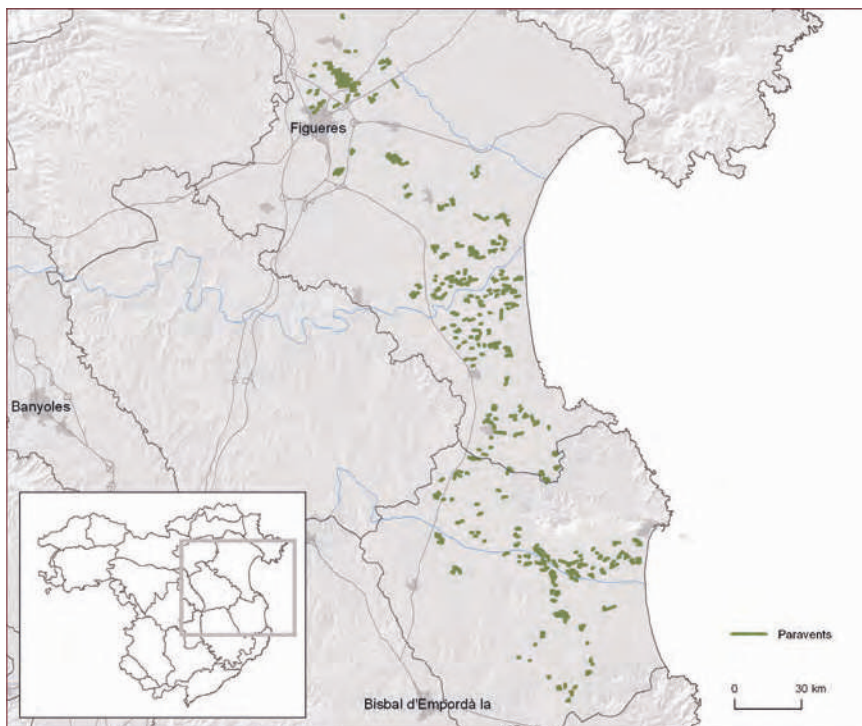 Figueres
Banyoles
Bisbal d'Empordà la
Paravents
0 30 km